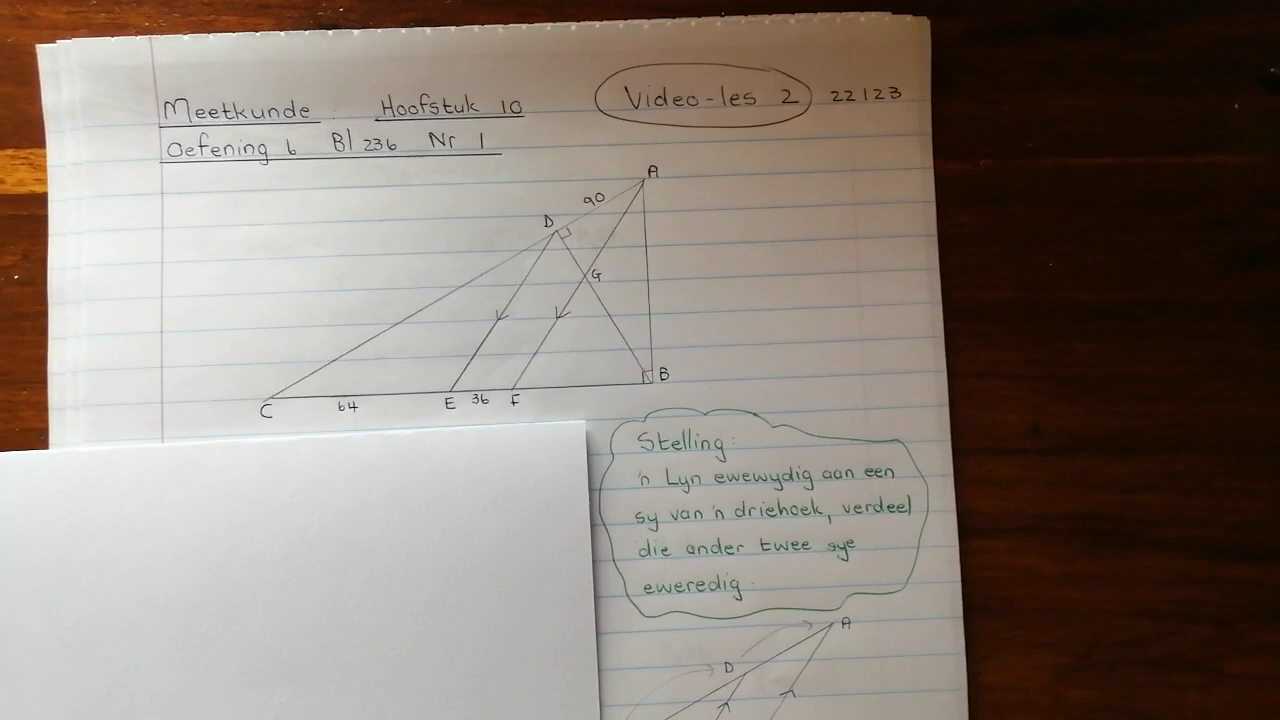 Meetkunde. Hoofstuk 10
Video-les 2 22123
Oefening 6 Bl 236 Nr 1
A
90
D
G
B
C 64 E 36 F
Stelling:
'n Lyn ewewydig aan een
sy van 'n driehoek, verdeel
die ander twee sye
eweredig.
A
D